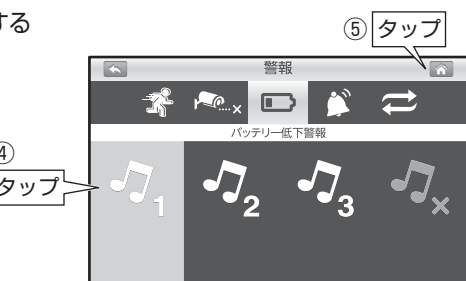 する
⑤ タップ
警報
バッテリー低下警報
④
タップ
1 2 3